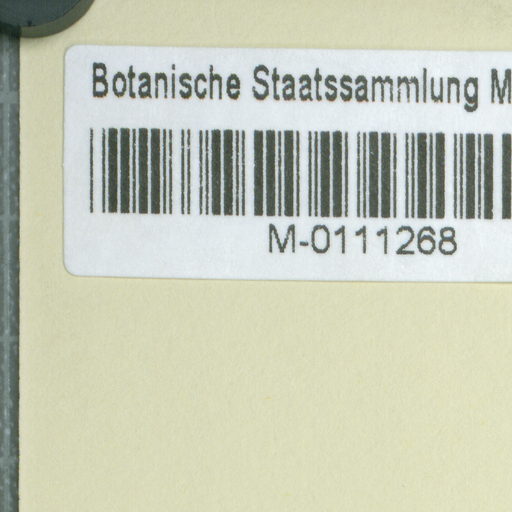 Botanische Staatssammlung M
M-0111268